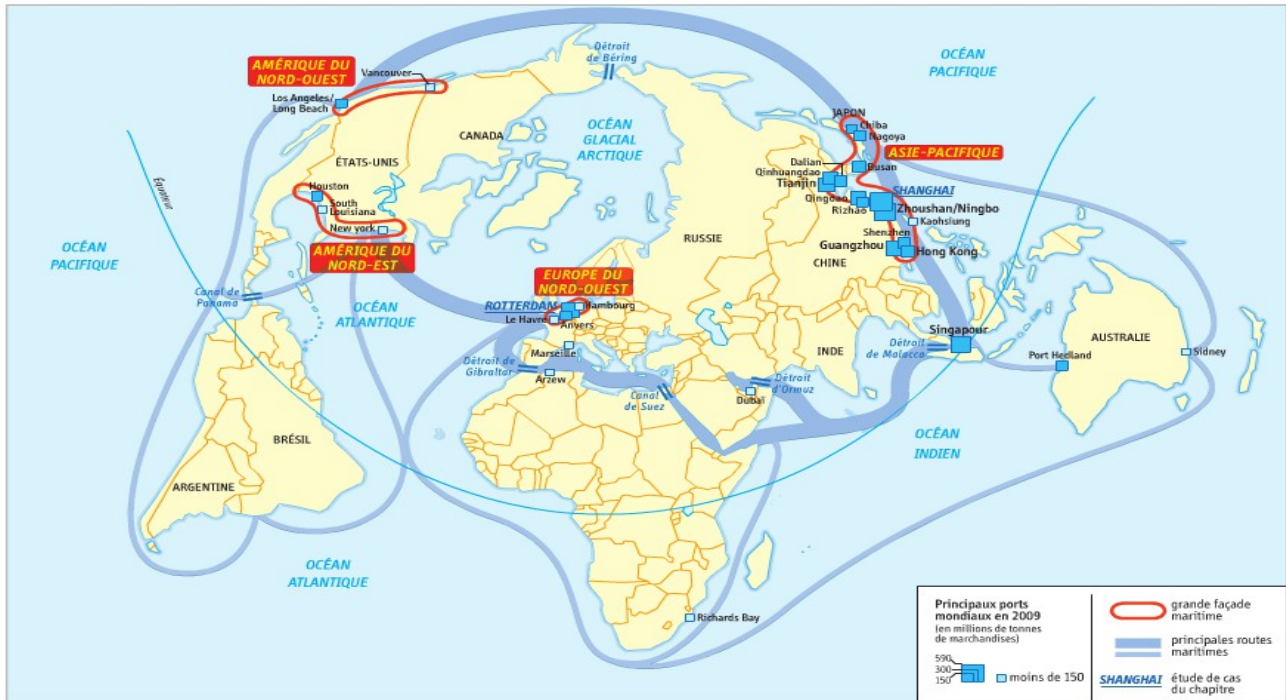 AMÉRIQUE DU
NORD-OUEST
Vancouver
Los Angeles/
Long Beach
Détroit
de Béring
OCÉAN
PACIFIQUE
CANADA
OCÉAN
GLACIAL
ARCTIQUE
JAPON
Chiba
Nagoya
ASIE-PACIFIQUE
Équateur
ÉTATS-UNIS
Houston
South
Louisiana
New york
AMÉRIQUE DU
NORD-EST
Dalian
Qinhuangdao
Tianjin
Busan
Qingdao
Rizhao
SHANGHAI
Zhoushan/Ningbo
Kaohsiung
Shenzhen
Guangzhou
Hong Kong
RUSSIE
CHINE
OCÉAN
PACIFIQUE
Canal de
Panama
OCÉAN
ATLANTIQUE
EUROPE DU
NORD-OUEST
ROTTERDAM
Hambourg
Le Havre
Anvers
Marseille
Détroit de
Gibraltar
Arzew
Canal
de Suez
Détroit
d'Ormuz
Dubaï
INDE
Singapour
Détroit
de Malacca
AUSTRALIE
Port Hedland
Sidney
BRÉSIL
ARGENTINE
OCÉAN
INDIEN
OCÉAN
ATLANTIQUE
Richards Bay
Principaux ports
mondiaux en 2009
(en millions de tonnes
de marchandises)
590
300
150
moins de 150
grande façade
maritime
principales routes
maritimes
SHANGHAI
étude de cas
du chapitre